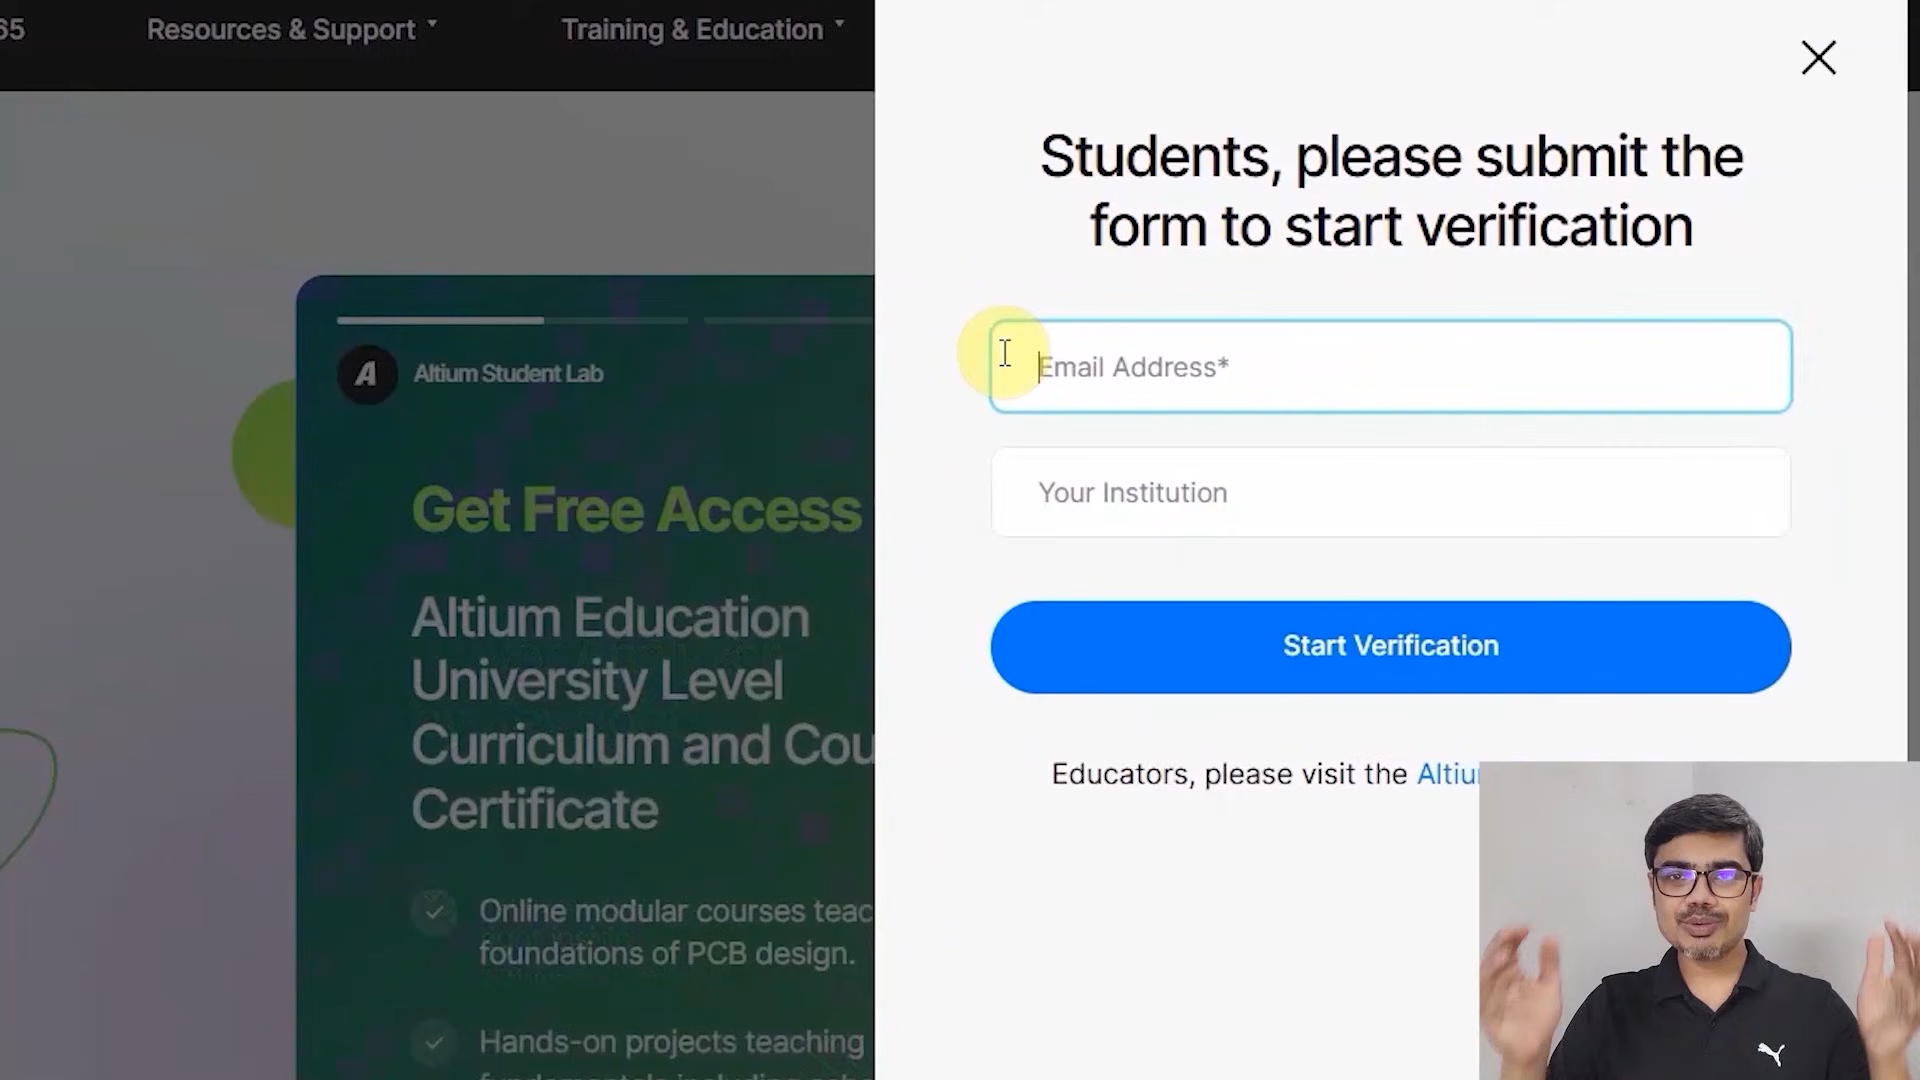 Resources & Support
Training & Education
Students, please submit the
form to start verification
Email Address*
Your Institution
Start Verification
Educators, please visit the
Altium Student Lab
Get Free Access
Altium Education
University Level
Curriculum and
Certificate
Online modular courses
foundations of PCB design.
Hands-on projects teaching